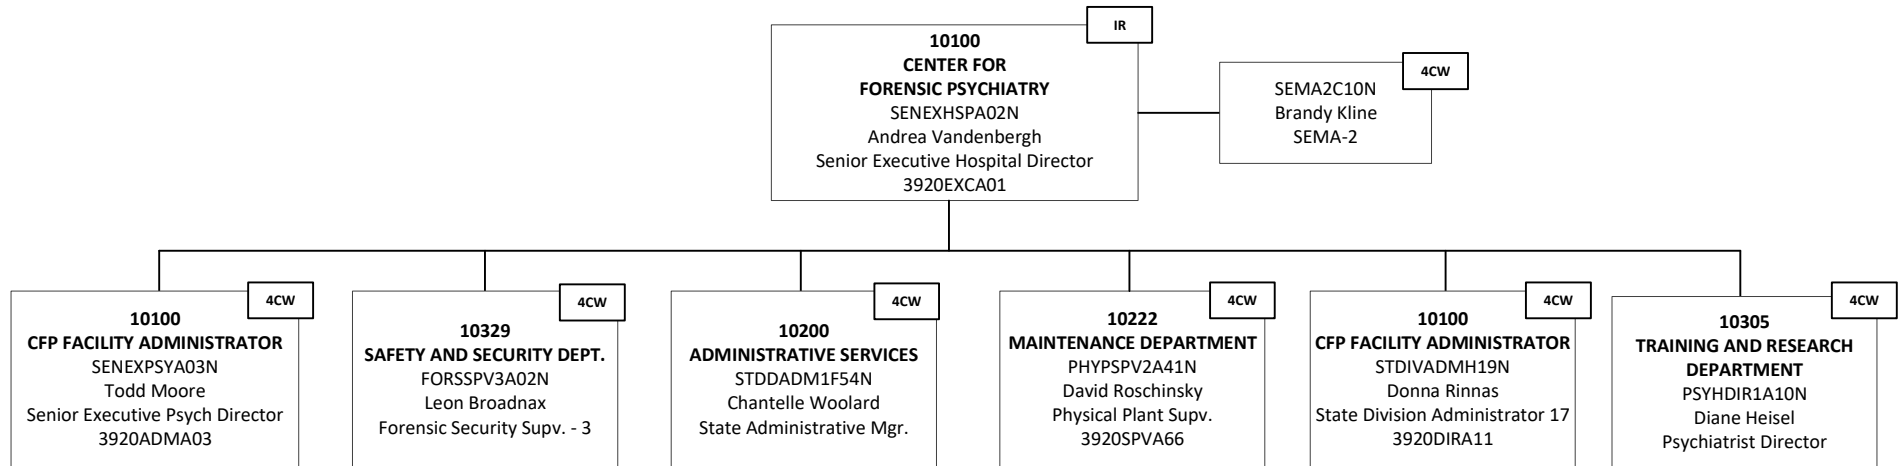 IR
10100
CENTER FOR
FORENSIC PSYCHIATRY
SENEXHSPA02N
Andrea Vandenbergh
Senior Executive Hospital Director
3920EXCA01
4CW
SEMA2C10N
Brandy Kline
SEMA-2
4CW
10100
CFP FACILITY ADMINISTRATOR
SENEXPSYA03N
Todd Moore
Senior Executive Psych Director
3920ADMA03
4CW
10329
SAFETY AND SECURITY DEPT.
FORSSPV3A02N
Leon Broadnax
Forensic Security Supv. - 3
4CW
10200
ADMINISTRATIVE SERVICES
STDDADM1F54N
Chantelle Woolard
State Administrative Mgr.
4CW
10222
MAINTENANCE DEPARTMENT
PHYPSPV2A41N
David Roschinsky
Physical Plant Supv.
3920SPVA66
4CW
10100
CFP FACILITY ADMINISTRATOR
STDIVADMH19N
Donna Rinnas
State Division Administrator 17
3920DIRA11
4CW
10305
TRAINING AND RESEARCH
DEPARTMENT
PSYHDIR1A10N
Diane Heisel
Psychiatrist Director